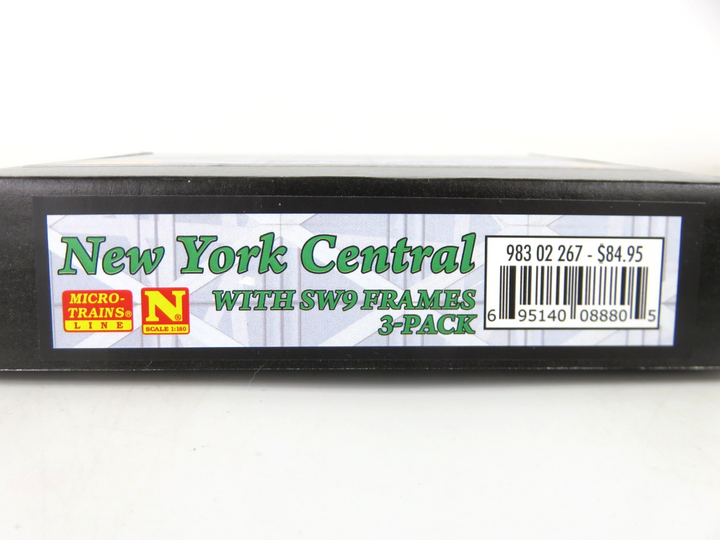 New York Central
WITH SW9 FRAMES
3-PACK
MICRO-
TRAINS®
LINE
N®
SCALE 1:160
983 02 267 - $84.95
6 95140 08880 5